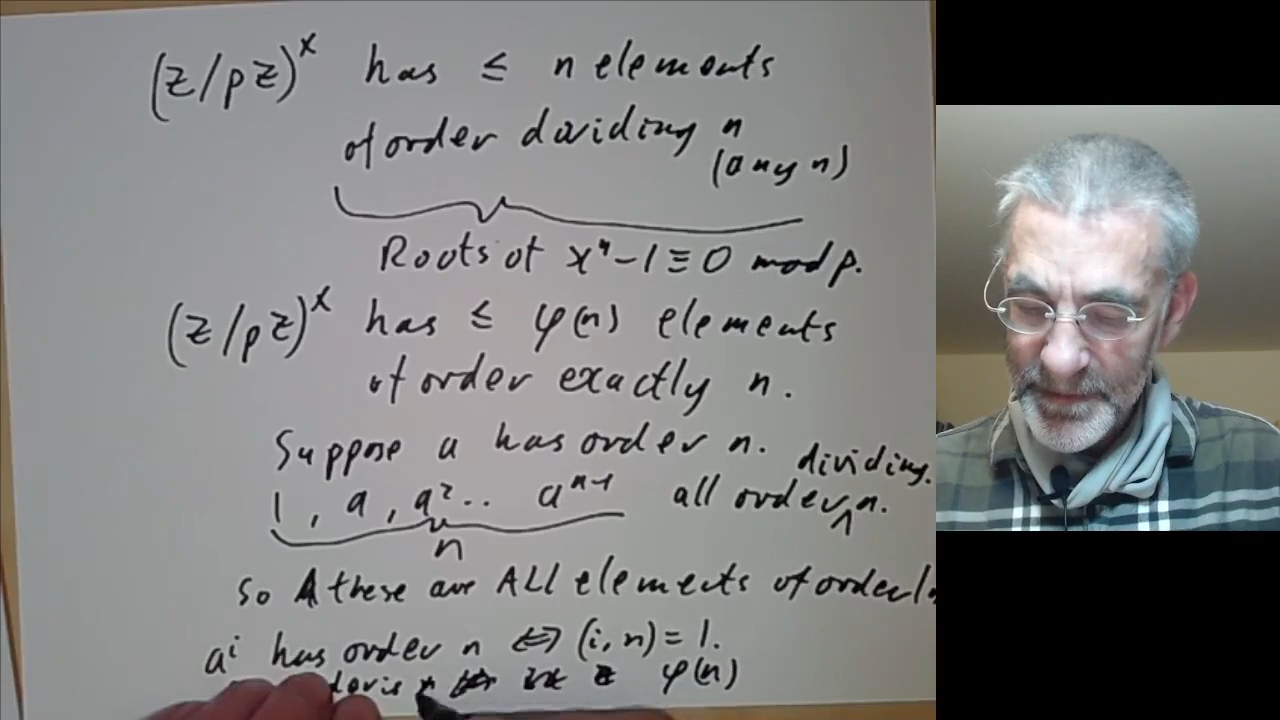 (Z/pZ)^x has ≤ n elements
of order dividing n
(any n)
Roots of x^n - 1 ≡ 0 mod p.
(Z/pZ)^x has ≤ φ(n) elements
of order exactly n.
Suppose a has order n.
dividing.
1, a, a^2 .. a^{n-1} all order ∧ n.
n
So these are ALL elements of order
a^i has order n ⇔ (i, n) = 1.
φ(n)